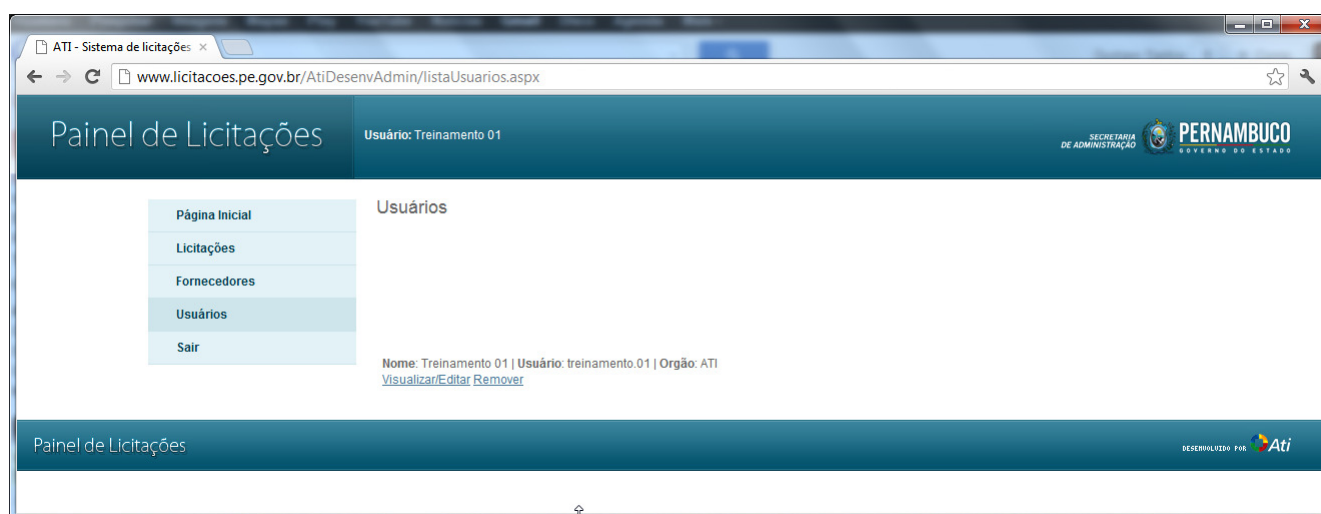 ATI - Sistema de licitações
www.licitacoes.pe.gov.br/AtiDesenvAdmin/listaUsuarios.aspx
Painel de Licitações
Usuário: Treinamento 01
SECRETARIA
DE ADMINISTRAÇÃO
PERNAMBUCO
GOVERNO DO ESTADO
Página Inicial
Licitações
Fornecedores
Usuários
Sair
Usuários
Nome: Treinamento 01 | Usuário: treinamento.01 | Orgão: ATI
Visualizar/Editar Remover
Painel de Licitações
DESENVOLVIDO POR Ati